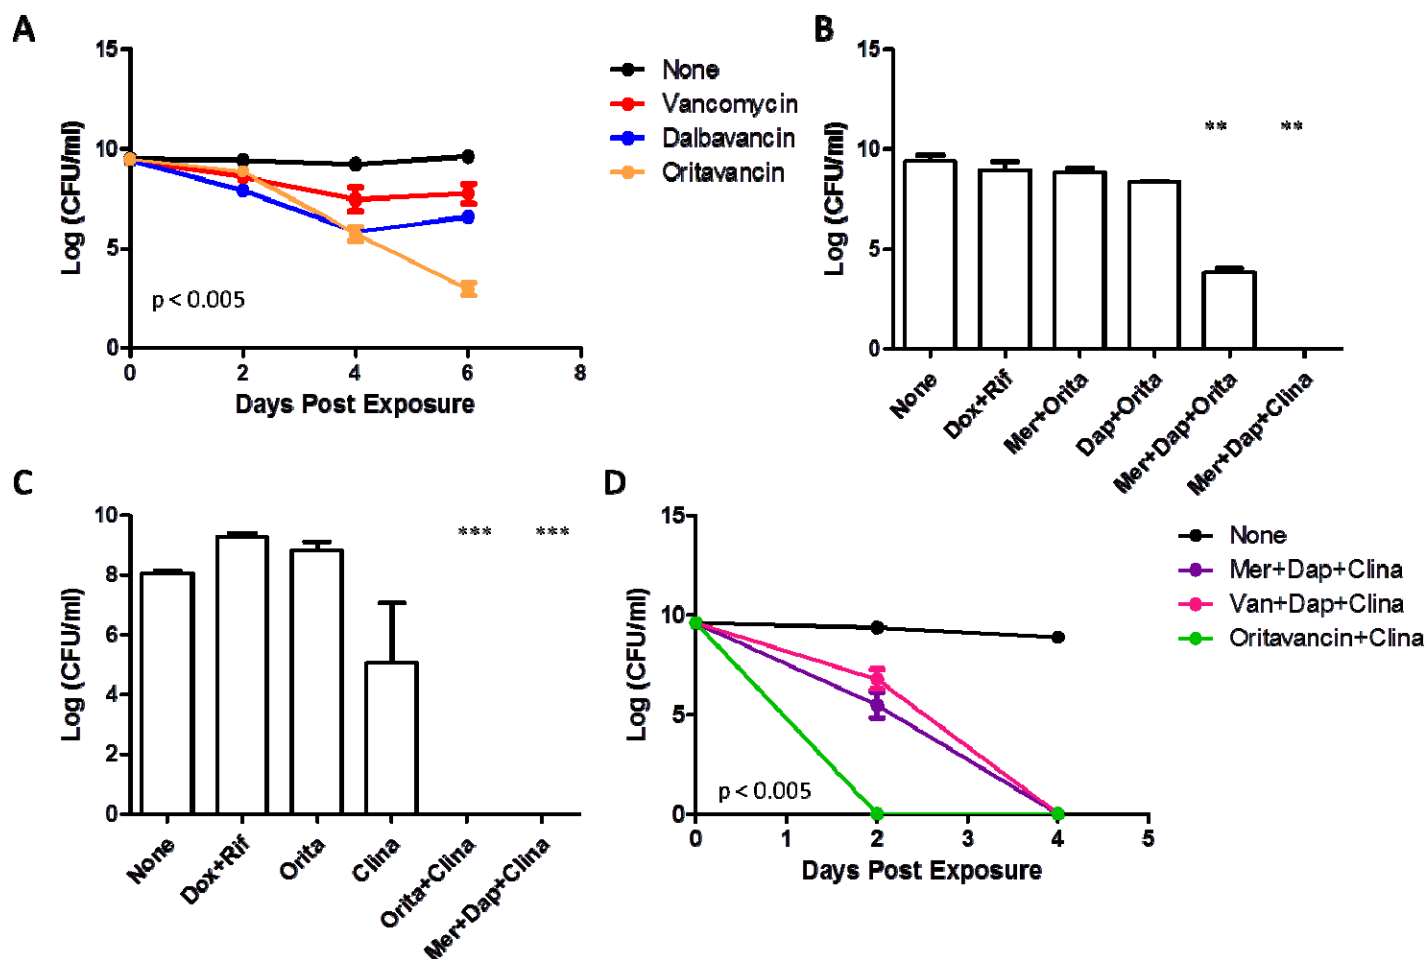 A
15
10
5
0
Log (CFU/ml)
p < 0.005
0 2 4 6 8
Days Post Exposure
None
Vancomycin
Dalbavancin
Oritavancin
B
15
10
5
0
Log (CFU/ml)
** **
None
Dox+Rif
Mer+Orita
Dap+Orita
Mer+Dap+Orita
Mer+Dap+Clina
C
10
8
6
4
2
0
Log (CFU/ml)
*** ***
None
Dox+Rif
Orita
Clina
Orita+Clina
Mer+Dap+Clina
D
15
10
5
0
Log (CFU/ml)
p < 0.005
0 1 2 3 4 5
Days Post Exposure
None
Mer+Dap+Clina
Van+Dap+Clina
Oritavancin+Clina